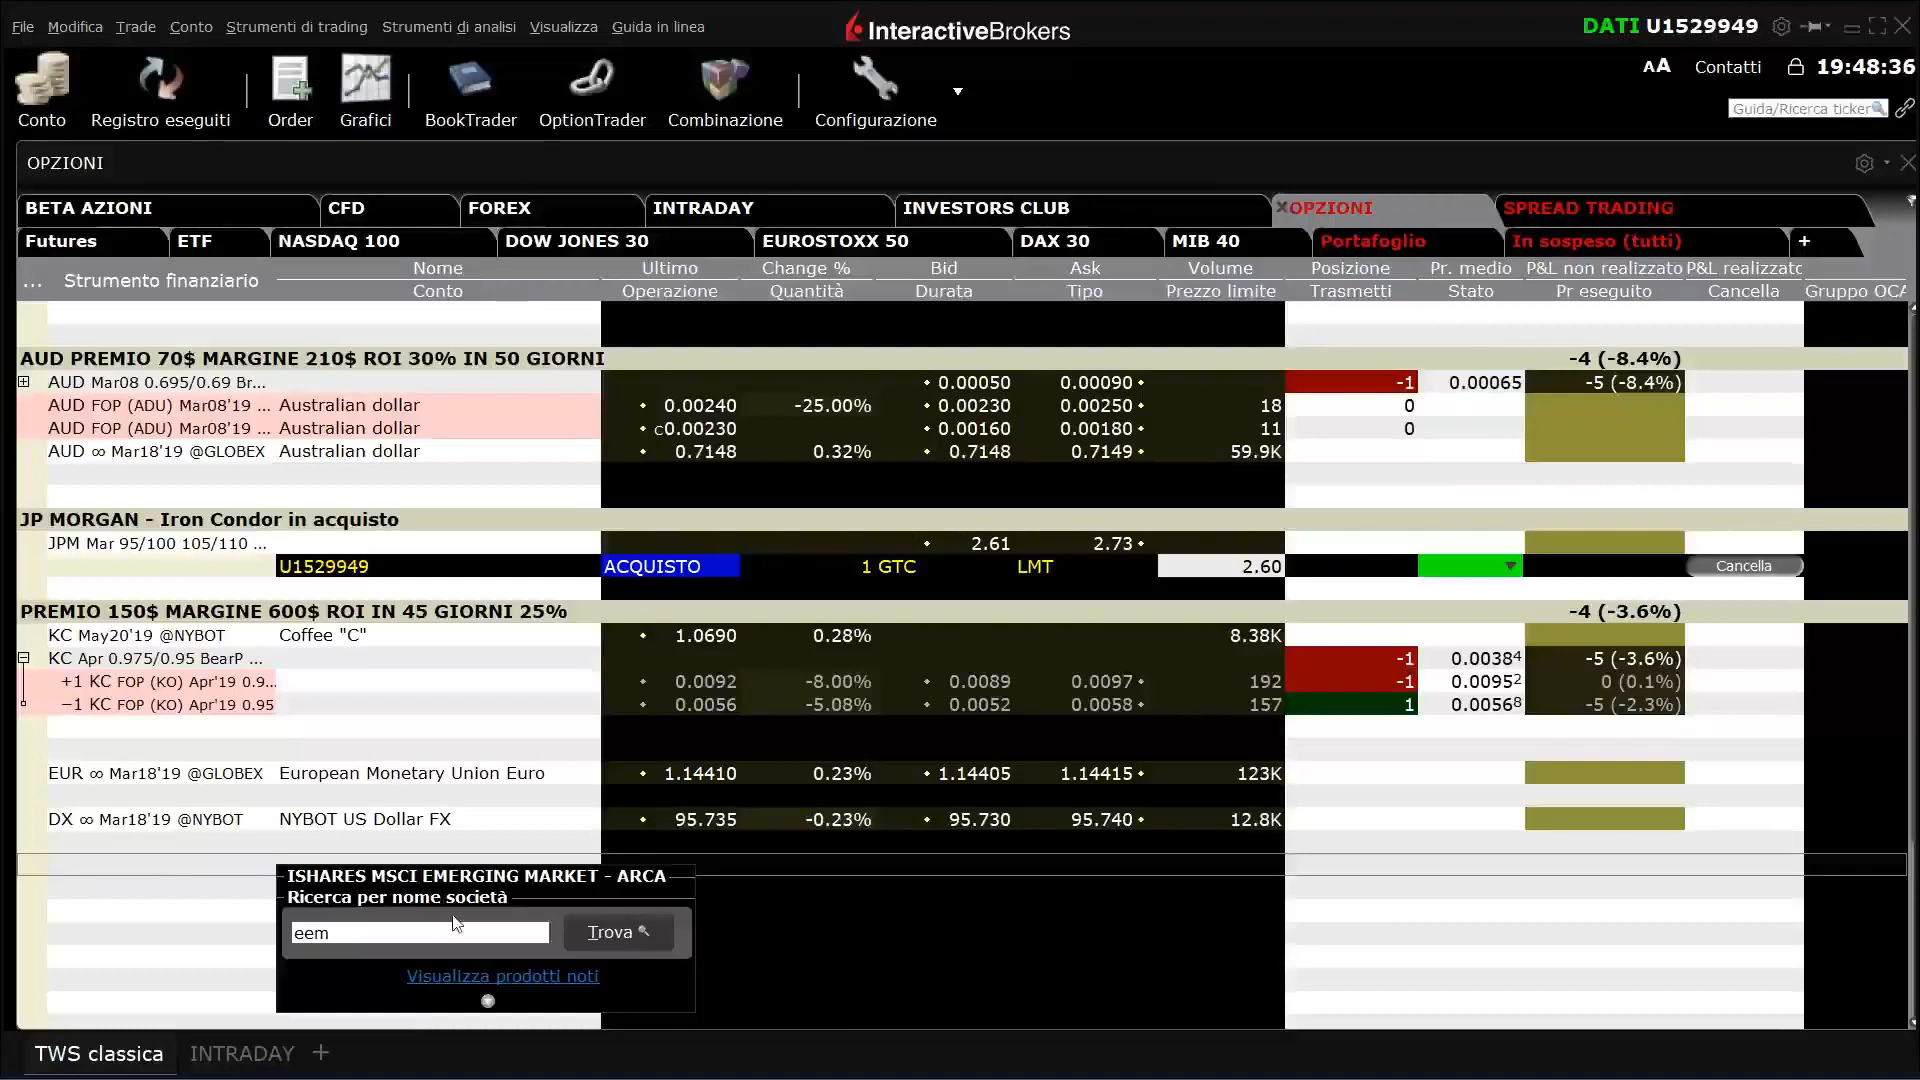 File Modifica Trade Conto Strumenti di trading Strumenti di analisi Visualizza Guida in linea
InteractiveBrokers
DATI U1529949
AA Contatti 19:48:36
Conto Registro eseguiti Order Grafici BookTrader OptionTrader Combinazione Configurazione
Guida/Ricerca ticker
OPZIONI
BETA AZIONI CFD FOREX INTRADAY INVESTORS CLUB OPZIONI SPREAD TRADING
Futures ETF NASDAQ 100 DOW JONES 30 EUROSTOXX 50 DAX 30 MIB 40 Portafoglio In sospeso (tutti) +
... Strumento finanziario
Nome Ultimo Change % Bid Ask Volume Posizione Pr. medio P&L non realizzato P&L realizzato
Conto Operazione Quantità Durata Tipo Prezzo limite Trasmetti Stato Pr eseguito Cancella Gruppo OCA
AUD PREMIO 70$ MARGINE 210$ ROI 30% IN 50 GIORNI -4 (-8.4%)
AUD Mar08 0.695/0.69 Br... 0.00050 0.00090 -1 0.00065 -5 (-8.4%)
AUD FOP (ADU) Mar08'19 ... Australian dollar 0.00240 -25.00% 0.00230 0.00250 18 0
AUD FOP (ADU) Mar08'19 ... Australian dollar C0.00230 0.00160 0.00180 11 0
AUD ∞ Mar18'19 @GLOBEX Australian dollar 0.7148 0.32% 0.7148 0.7149 59.9K
JP MORGAN - Iron Condor in acquisto
JPM Mar 95/100 105/110 ... 2.61 2.73
U1529949 ACQUISTO 1 GTC LMT 2.60 Cancella
PREMIO 150$ MARGINE 600$ ROI IN 45 GIORNI 25% -4 (-3.6%)
KC May20'19 @NYBOT Coffee "C" 1.0690 0.28% 8.38K
KC Apr 0.975/0.95 BearP ... -1 0.0038⁴ -5 (-3.6%)
+1 KC FOP (KO) Apr'19 0.9... 0.0092 -8.00% 0.0089 0.0097 192 -1 0.0095² 0 (0.1%)
−1 KC FOP (KO) Apr'19 0.95 0.0056 -5.08% 0.0052 0.0058 157 1 0.0056⁸ -5 (-2.3%)
EUR ∞ Mar18'19 @GLOBEX European Monetary Union Euro 1.14410 0.23% 1.14405 1.14415 123K
DX ∞ Mar18'19 @NYBOT NYBOT US Dollar FX 95.735 -0.23% 95.730 95.740 12.8K
ISHARES MSCI EMERGING MARKET - ARCA
Ricerca per nome società
eem Trova
Visualizza prodotti noti
TWS classica INTRADAY +